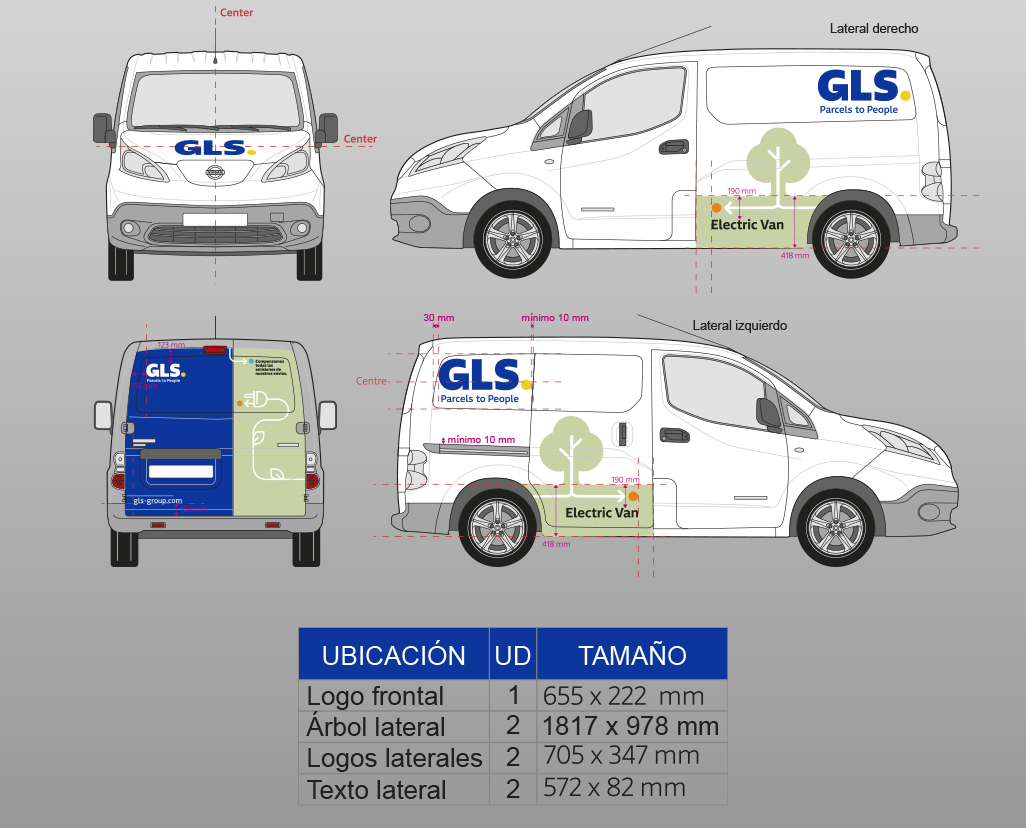 Center
Center
GLS.
Lateral derecho
GLS.
Parcels to People
190 mm
Electric Van
418 mm
123 mm
GLS.
Parcels to People
Compensamos
todas las
emisiones de
nuestros envíos.
gls-group.com
30 mm
mínimo 10 mm
Lateral izquierdo
Centre
GLS.
Parcels to People
mínimo 10 mm
190 mm
Electric Van
418 mm
UBICACIÓN UD TAMAÑO
Logo frontal 1 655 x 222 mm
Árbol lateral 2 1817 x 978 mm
Logos laterales 2 705 x 347 mm
Texto lateral 2 572 x 82 mm